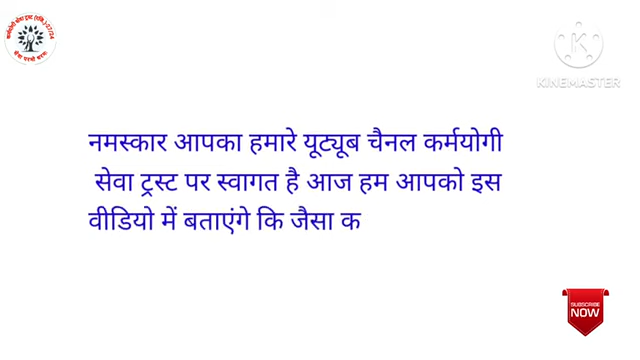 नमस्कार आपका हमारे यूट्यूब चैनल कर्मयोगी
सेवा ट्रस्ट पर स्वागत है आज हम आपको इस
वीडियो में बताएंगे कि जैसा क
KINEMASTER
SUBSCRIBE
NOW